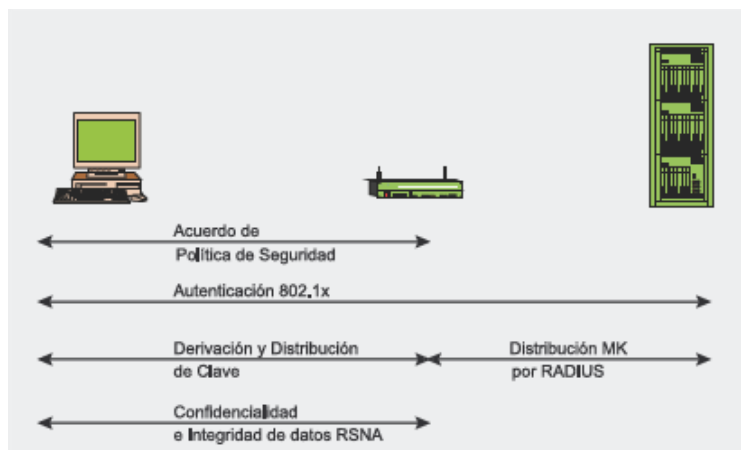 Acuerdo de
Política de Seguridad
Autenticación 802.1x
Derivación y Distribución
de Clave
Distribución MK
por RADIUS
Confidencialidad
e Integridad de datos RSNA